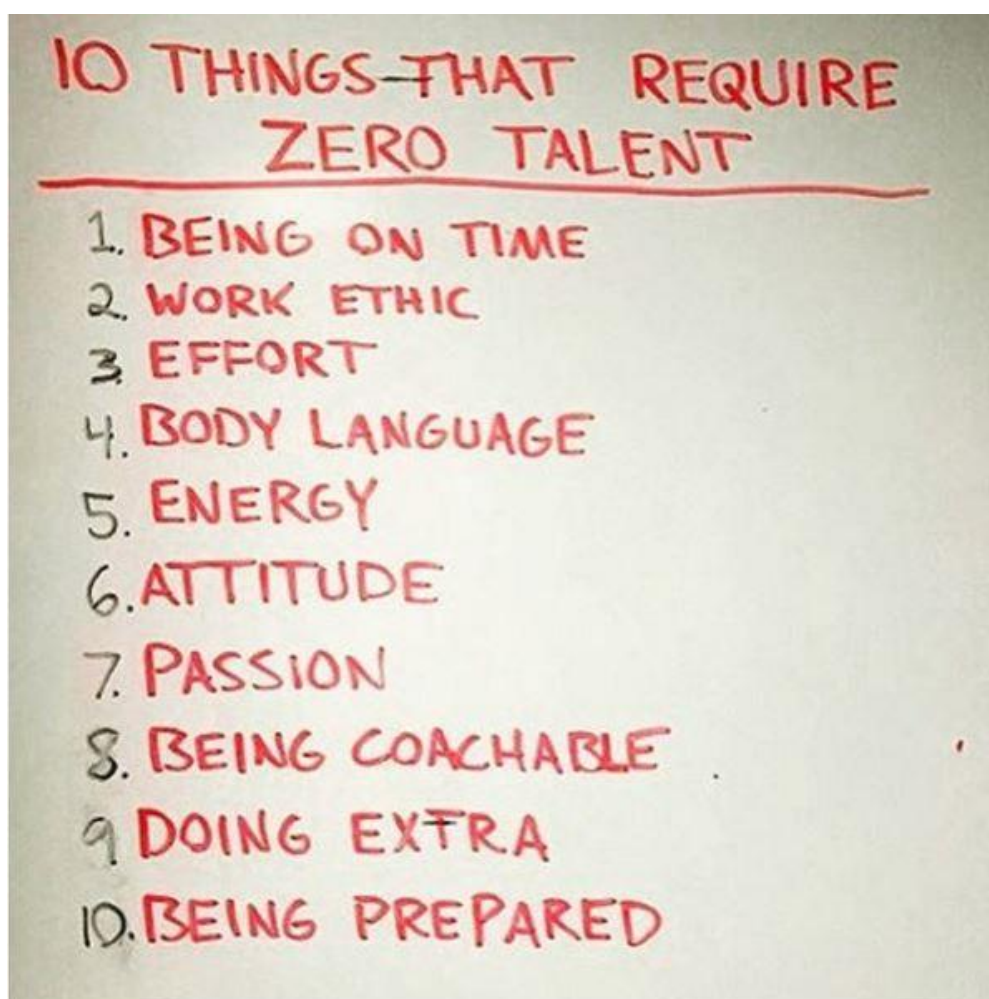 10 THINGS THAT REQUIRE
ZERO TALENT
1. BEING ON TIME
2. WORK ETHIC
3. EFFORT
4. BODY LANGUAGE
5. ENERGY
6. ATTITUDE
7. PASSION
8. BEING COACHABLE
9 DOING EXTRA
10. BEING PREPARED